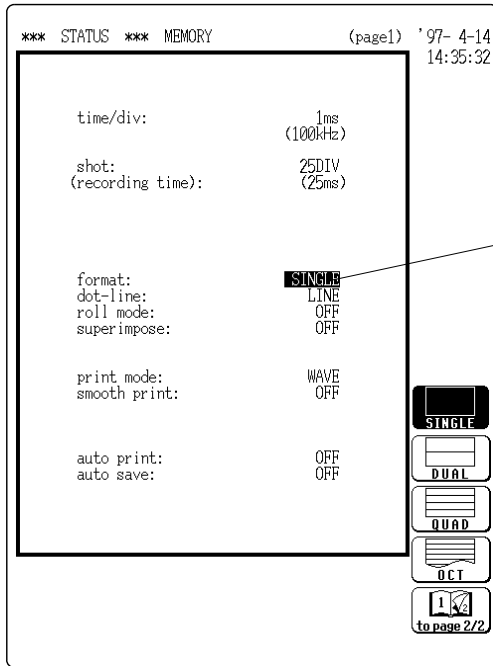 *** STATUS *** MEMORY (page1) '97- 4-14
14:35:32
time/div: 1ms
(100kHz)
shot: 25DIV
(recording time): (25ms)
format: SINGLE
dot-line: LINE
roll mode: OFF
superimpose: OFF
print mode: WAVE
smooth print: OFF
auto print: OFF
auto save: OFF
SINGLE
DUAL
QUAD
OCT
1 2
to page 2/2